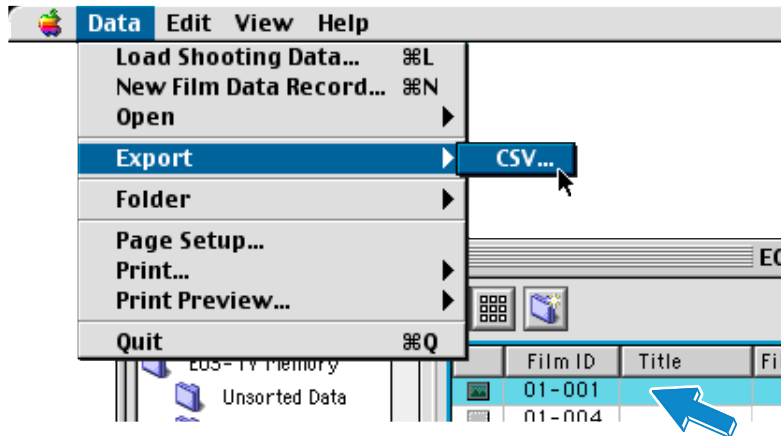 Data Edit View Help
Load Shooting Data... ⌘L
New Film Data Record... ⌘N
Open
Export
CSV...
Folder
Page Setup...
Print...
Print Preview...
Quit ⌘Q
Film ID Title
Unsorted Data
01-001
01-004